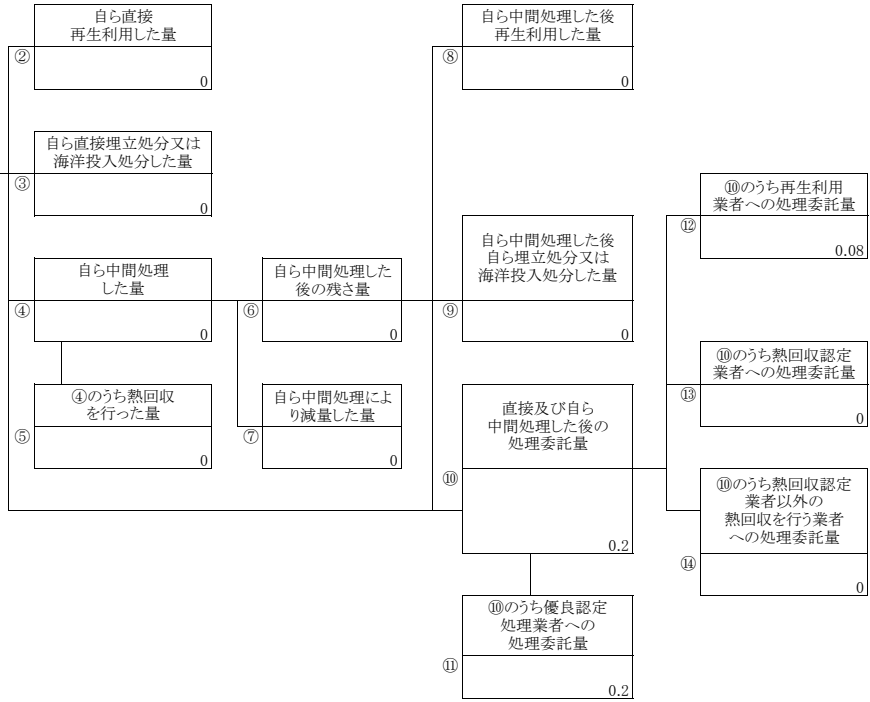 自ら直接
再生利用した量
②
0
自ら直接埋立処分又は
海洋投入処分した量
③
0
自ら中間処理
した量
④
0
④のうち熱回収
を行った量
⑤
0
自ら中間処理した
後の残さ量
⑥
0
自ら中間処理によ
り減量した量
⑦
0
自ら中間処理した後
再生利用した量
⑧
0
自ら中間処理した後
自ら埋立処分又は
海洋投入処分した量
⑨
0
直接及び自ら
中間処理した後の
処理委託量
⑩
0.2
⑩のうち優良認定
処理業者への
処理委託量
⑪
0.2
⑩のうち再生利用
業者への処理委託量
⑫
0.08
⑩のうち熱回収認定
業者への処理委託量
⑬
0
⑩のうち熱回収認定
業者以外の
熱回収を行う業者
への処理委託量
⑭
0